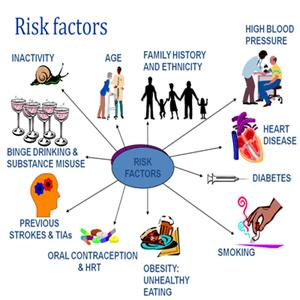 Risk factors
INACTIVITY
AGE
FAMILY HISTORY
AND ETHNICITY
HIGH BLOOD
PRESSURE
BINGE DRINKING &
SUBSTANCE MISUSE
RISK
FACTORS
HEART
DISEASE
DIABETES
PREVIOUS
STROKES & TIAs
ORAL CONTRACEPTION
& HRT
OBESITY:
UNHEALTHY
EATING
SMOKING